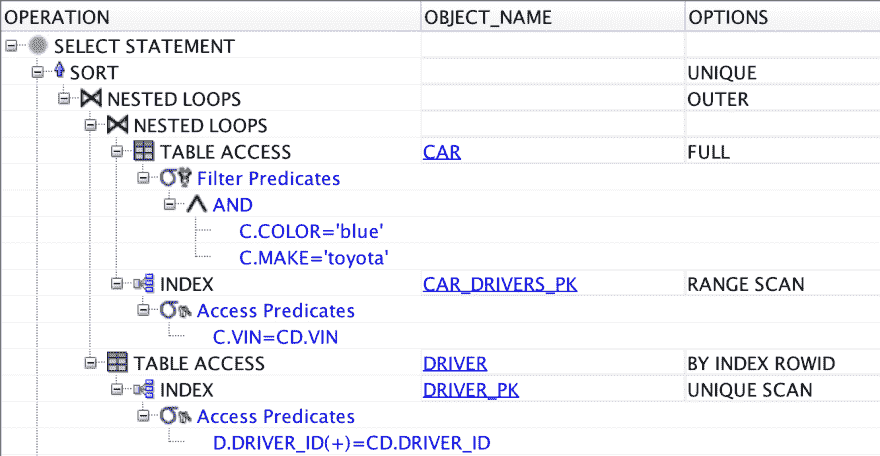 OPERATION OBJECT_NAME OPTIONS
SELECT STATEMENT
SORT UNIQUE
NESTED LOOPS OUTER
NESTED LOOPS
TABLE ACCESS CAR FULL
Filter Predicates
AND
C.COLOR='blue'
C.MAKE='toyota'
INDEX CAR_DRIVERS_PK RANGE SCAN
Access Predicates
C.VIN=CD.VIN
TABLE ACCESS DRIVER BY INDEX ROWID
INDEX DRIVER_PK UNIQUE SCAN
Access Predicates
D.DRIVER_ID(+)=CD.DRIVER_ID